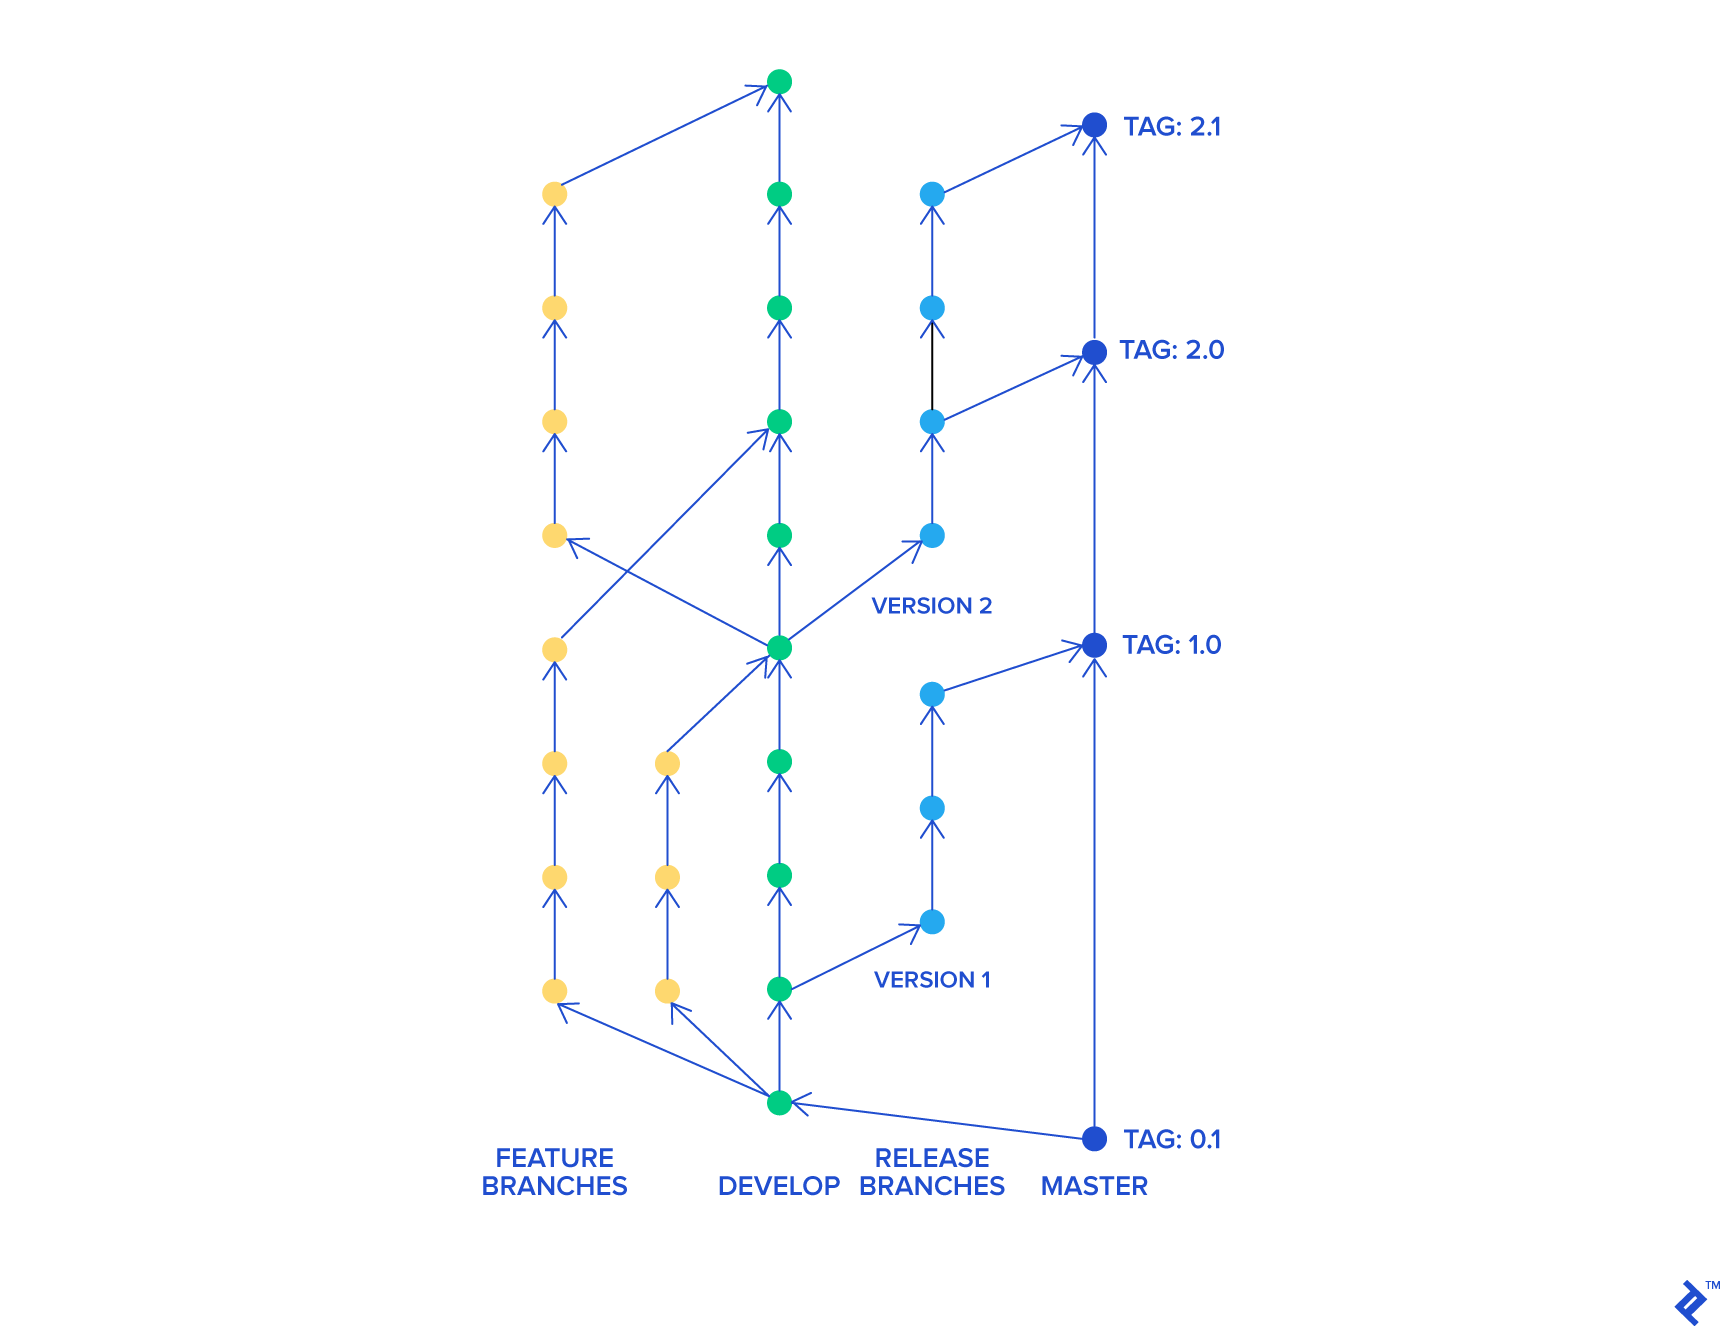 TAG: 2.1
TAG: 2.0
VERSION 2
TAG: 1.0
VERSION 1
TAG: 0.1
FEATURE
BRANCHES
DEVELOP
RELEASE
BRANCHES
MASTER
TM